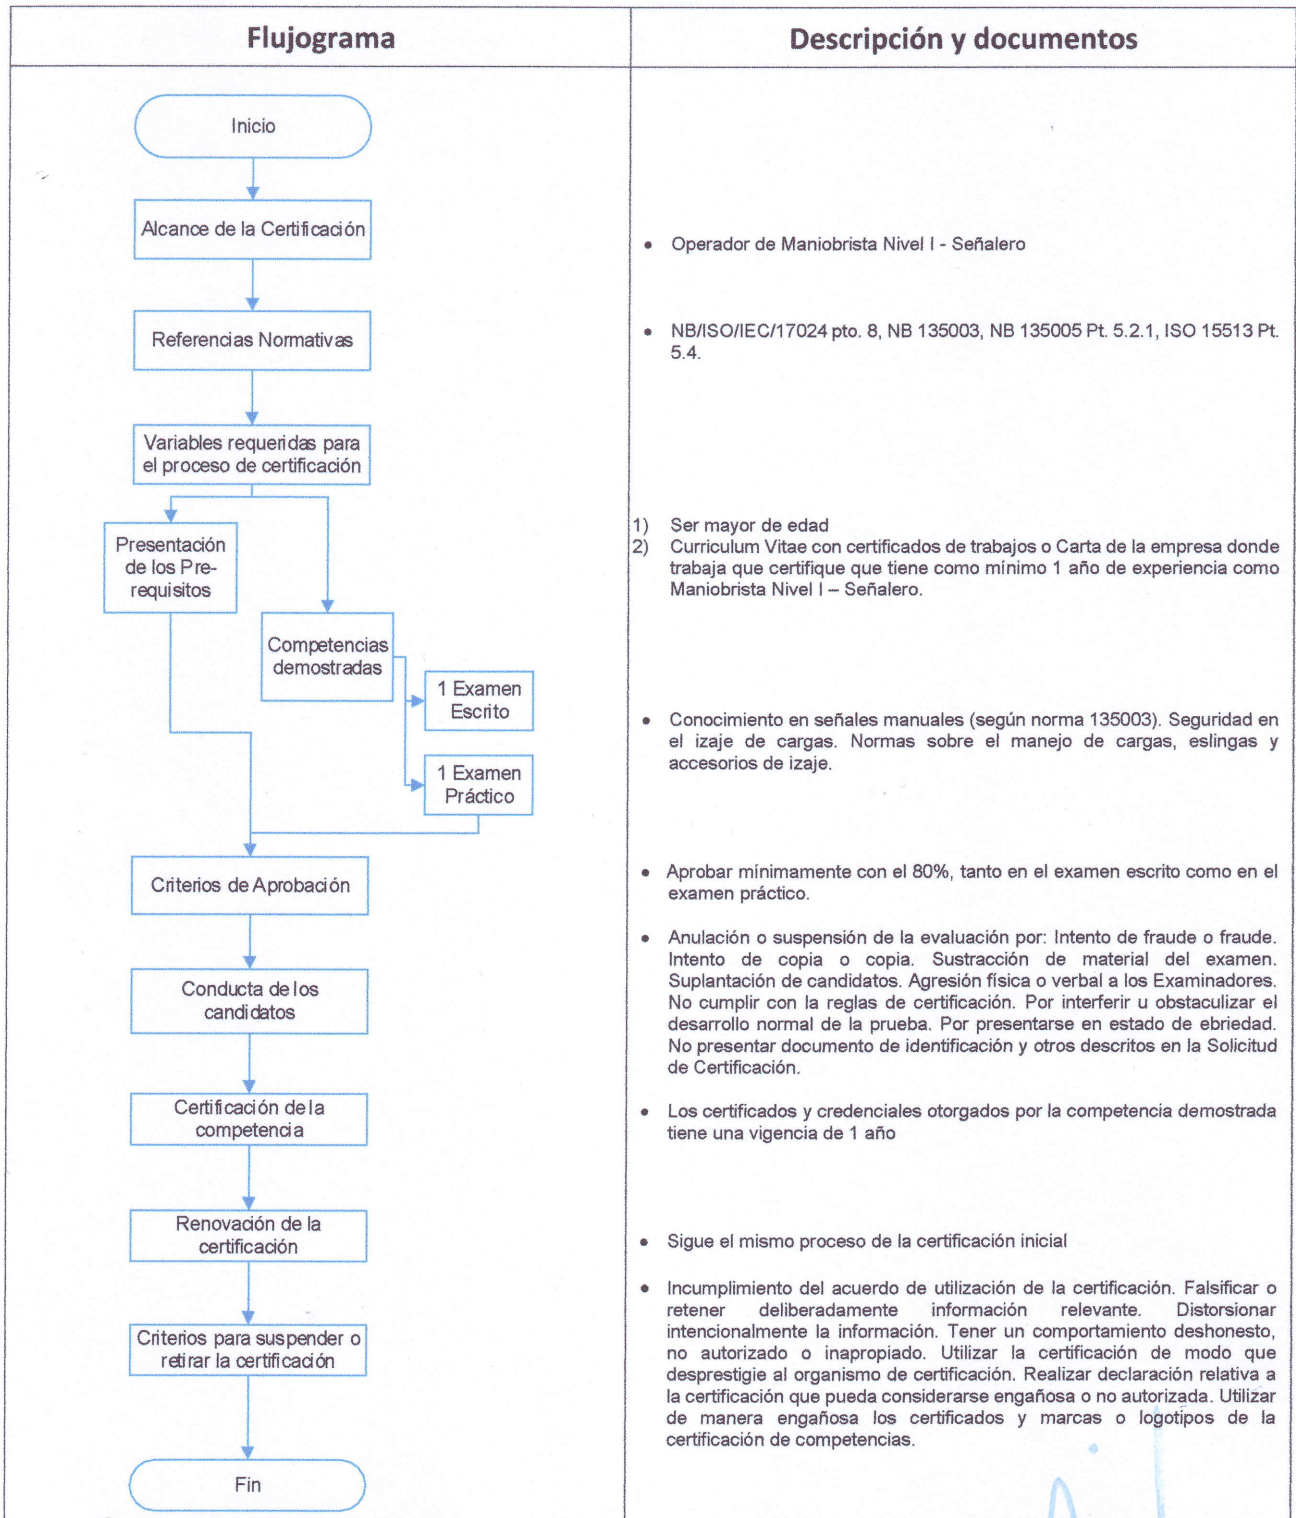 Flujograma
Descripción y documentos
Inicio
Alcance de la Certificación
Referencias Normativas
Variables requeridas para
el proceso de certificación
Presentación
de los Pre-
requisitos
Competencias
demostradas
1 Examen
Escrito
1 Examen
Práctico
Criterios de Aprobación
Conducta de los
candidatos
Certificación de la
competencia
Renovación de la
certificación
Criterios para suspender o
retirar la certificación
Fin
• Operador de Maniobrista Nivel I - Señalero
• NB/ISO/IEC/17024 pto. 8, NB 135003, NB 135005 Pt. 5.2.1, ISO 15513 Pt.
5.4.
1) Ser mayor de edad
2) Curriculum Vitae con certificados de trabajos o Carta de la empresa donde
trabaja que certifique que tiene como mínimo 1 año de experiencia como
Maniobrista Nivel I – Señalero.
• Conocimiento en señales manuales (según norma 135003). Seguridad en
el izaje de cargas. Normas sobre el manejo de cargas, eslingas y
accesorios de izaje.
• Aprobar mínimamente con el 80%, tanto en el examen escrito como en el
examen práctico.
• Anulación o suspensión de la evaluación por: Intento de fraude o fraude.
Intento de copia o copia. Sustracción de material del examen.
Suplantación de candidatos. Agresión física o verbal a los Examinadores.
No cumplir con la reglas de certificación. Por interferir u obstaculizar el
desarrollo normal de la prueba. Por presentarse en estado de ebriedad.
No presentar documento de identificación y otros descritos en la Solicitud
de Certificación.
• Los certificados y credenciales otorgados por la competencia demostrada
tiene una vigencia de 1 año
• Sigue el mismo proceso de la certificación inicial
• Incumplimiento del acuerdo de utilización de la certificación. Falsificar o
retener deliberadamente información relevante. Distorsionar
intencionalmente la información. Tener un comportamiento deshonesto,
no autorizado o inapropiado. Utilizar la certificación de modo que
desprestigie al organismo de certificación. Realizar declaración relativa a
la certificación que pueda considerarse engañosa o no autorizada. Utilizar
de manera engañosa los certificados y marcas o logotipos de la
certificación de competencias.